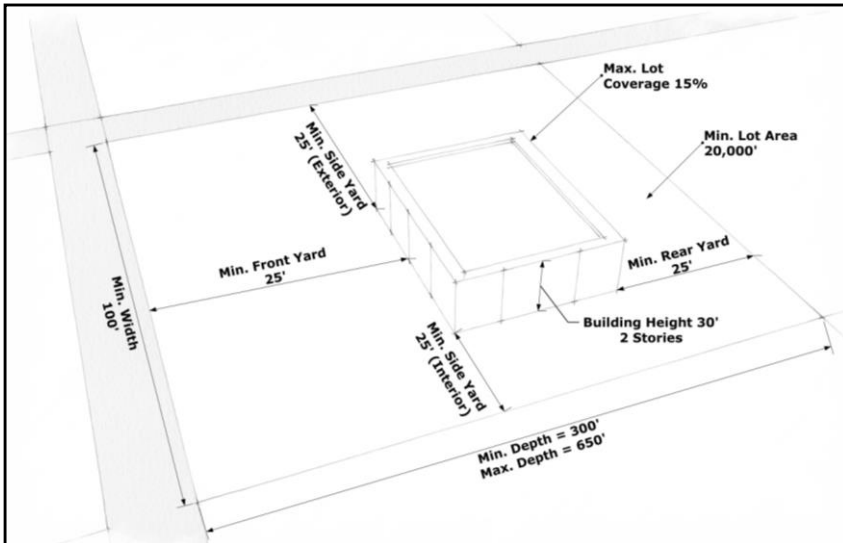 Max. Lot
Coverage 15%
Min. Lot Area
20,000'
Min. Side Yard
25' (Exterior)
Min. Front Yard
25'
Min. Rear Yard
25'
Min. Width
100'
Building Height 30'
2 Stories
Min. Side Yard
25' (Interior)
Min. Depth = 300'
Max. Depth = 650'